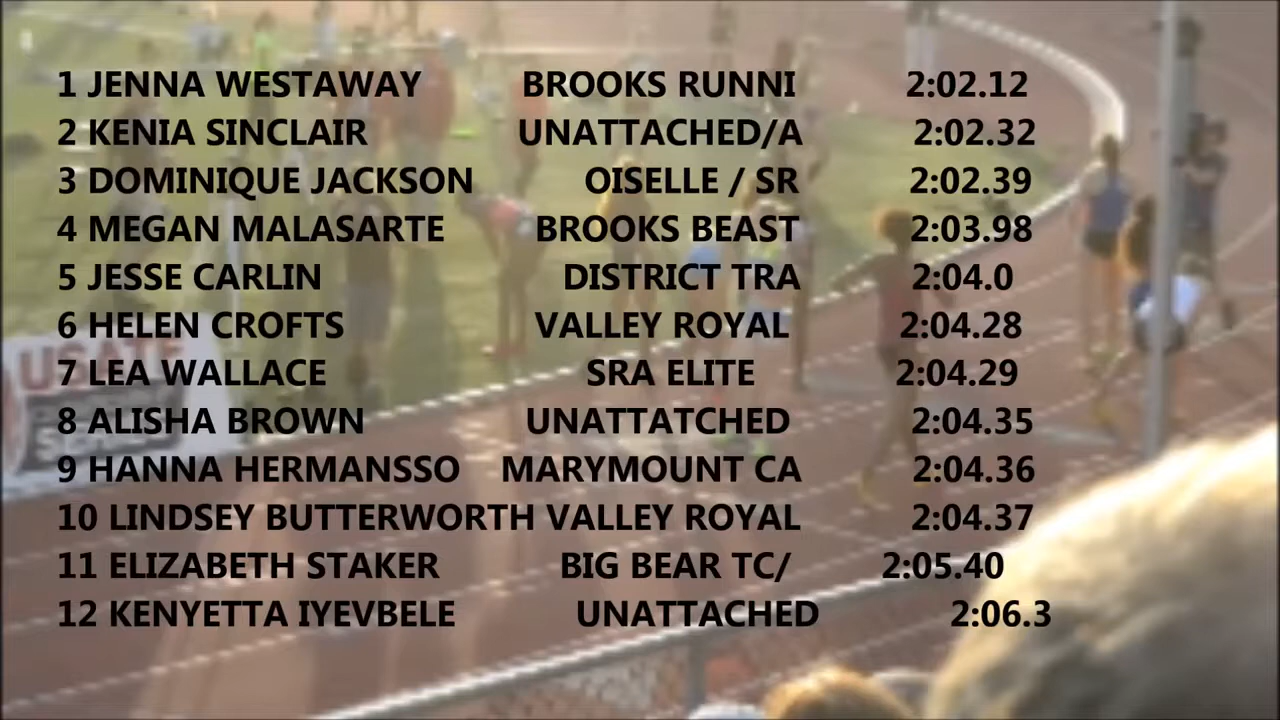 1 JENNA WESTAWAY BROOKS RUNNI 2:02.12
2 KENIA SINCLAIR UNATTACHED/A 2:02.32
3 DOMINIQUE JACKSON OISELLE / SR 2:02.39
4 MEGAN MALASARTE BROOKS BEAST 2:03.98
5 JESSE CARLIN DISTRICT TRA 2:04.0
6 HELEN CROFTS VALLEY ROYAL 2:04.28
7 LEA WALLACE SRA ELITE 2:04.29
8 ALISHA BROWN UNATTATCHED 2:04.35
9 HANNA HERMANSSO MARYMOUNT CA 2:04.36
10 LINDSEY BUTTERWORTH VALLEY ROYAL 2:04.37
11 ELIZABETH STAKER BIG BEAR TC/ 2:05.40
12 KENYETTA IYEVBELE UNATTACHED 2:06.3